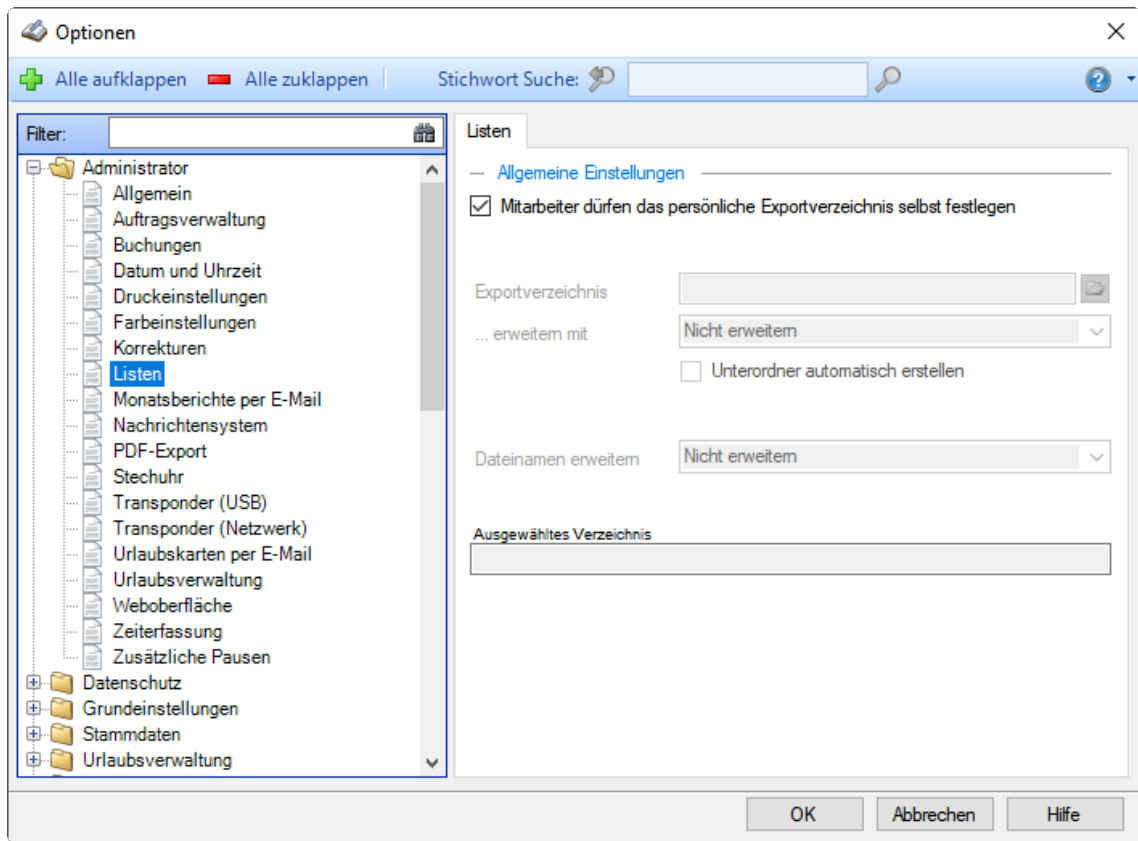 Optionen
Alle aufklappen Alle zuklappen Stichwort Suche:
Filter:
Administrator
Allgemein
Auftragsverwaltung
Buchungen
Datum und Uhrzeit
Druckeinstellungen
Farbeinstellungen
Korrekturen
Listen
Monatsberichte per E-Mail
Nachrichtensystem
PDF-Export
Stechuhr
Transponder (USB)
Transponder (Netzwerk)
Urlaubskarten per E-Mail
Urlaubsverwaltung
Weboberfläche
Zeiterfassung
Zusätzliche Pausen
Datenschutz
Grundeinstellungen
Stammdaten
Urlaubsverwaltung
Listen
Allgemeine Einstellungen
Mitarbeiter dürfen das persönliche Exportverzeichnis selbst festlegen
Exportverzeichnis
... erweitern mit Nicht erweitern
Unterordner automatisch erstellen
Dateinamen erweitern Nicht erweitern
Ausgewähltes Verzeichnis
OK Abbrechen Hilfe